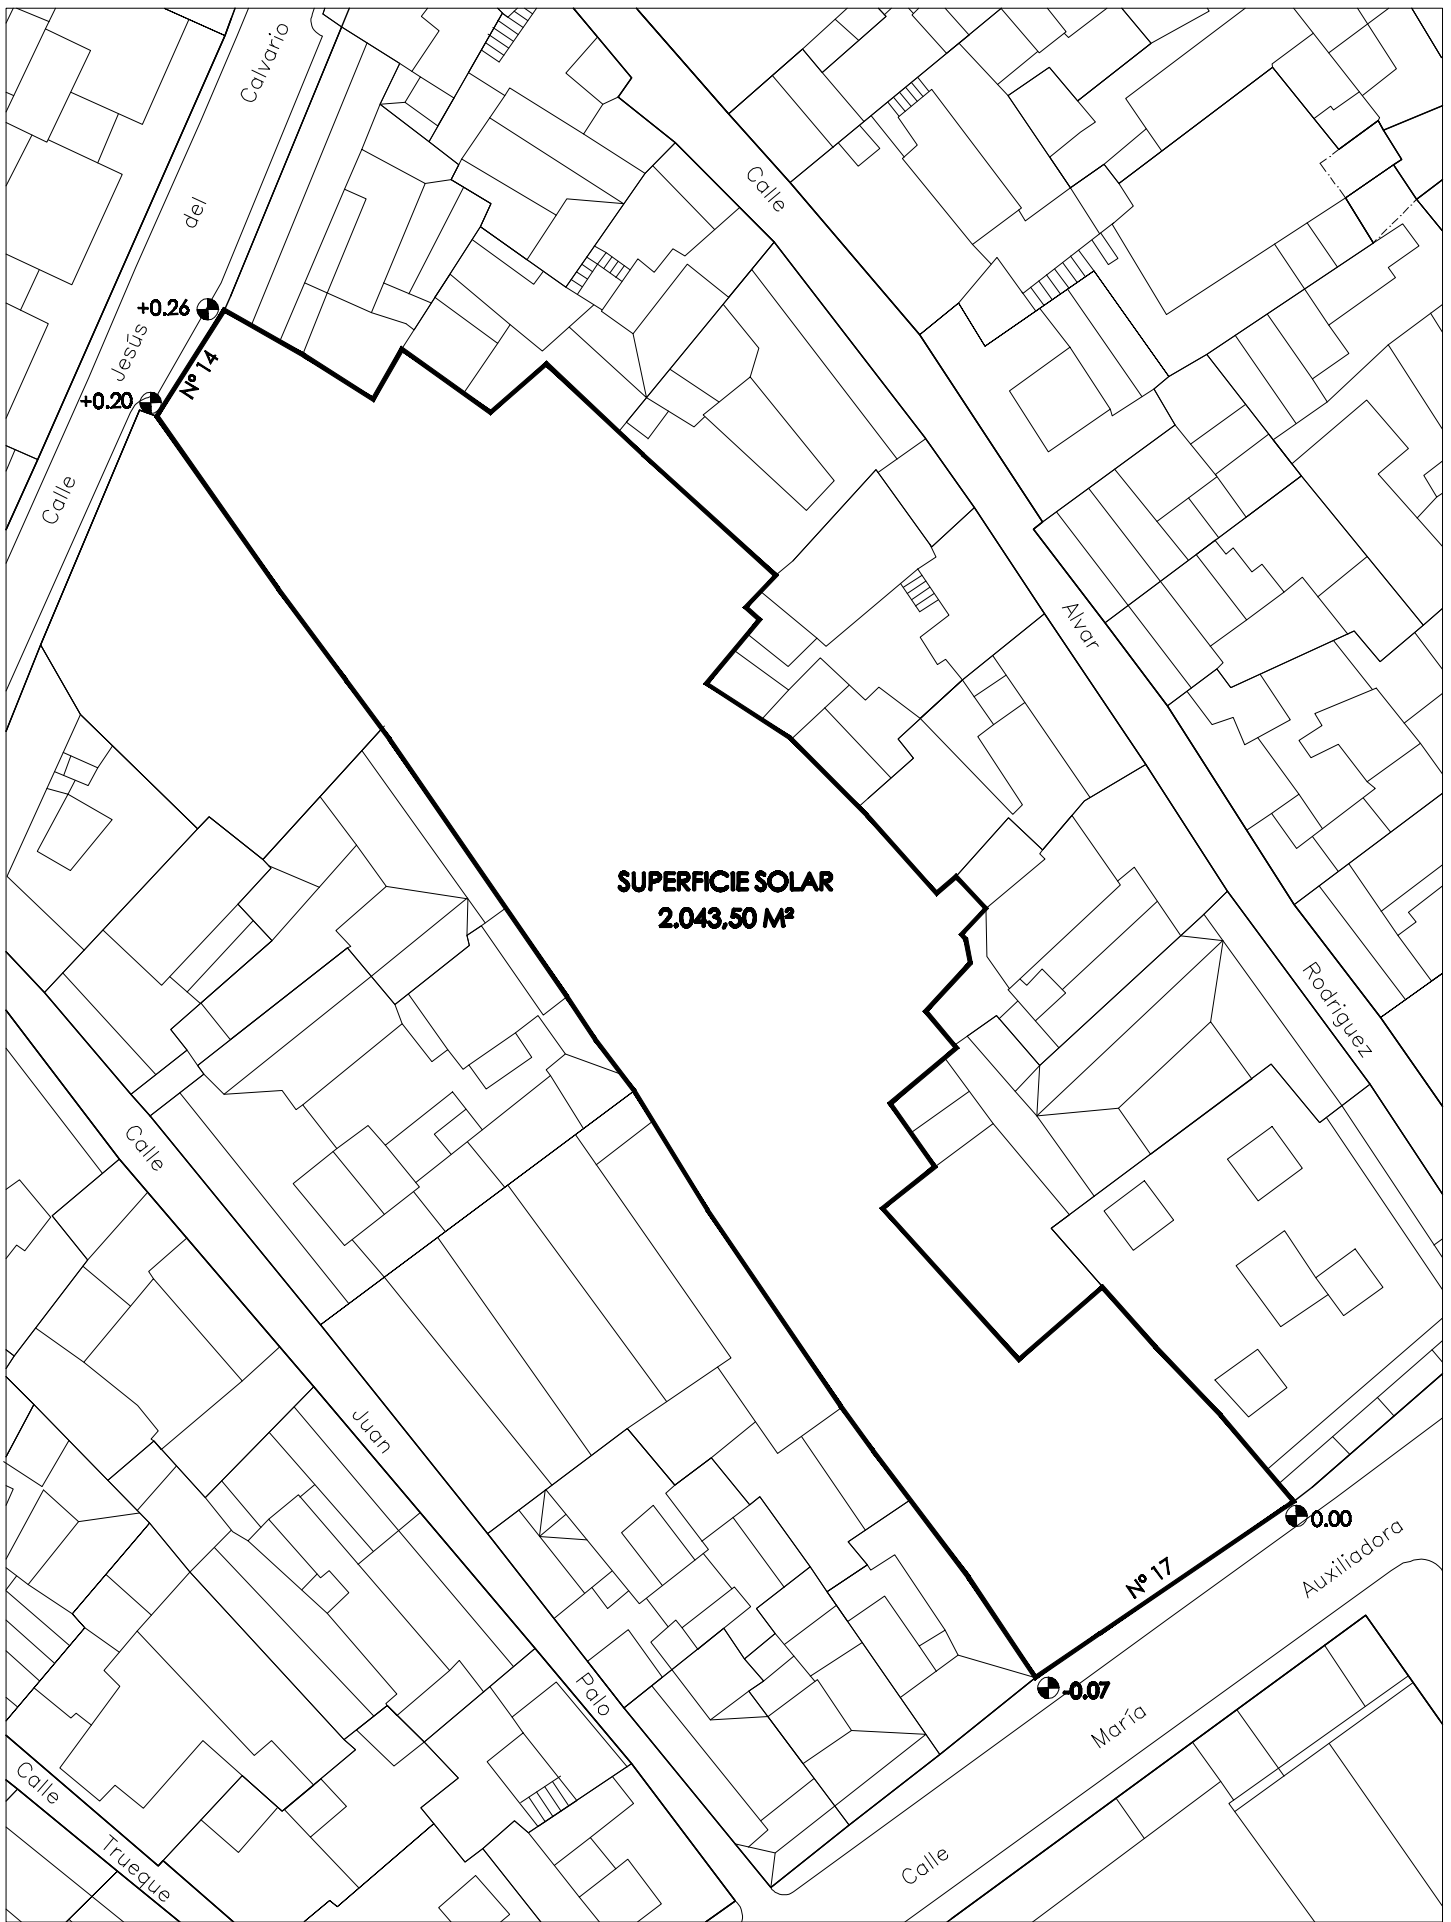 Calle Jesús del Calvario
+0.26
Nº 14
+0.20
Calle Alvar Rodriguez
SUPERFICIE SOLAR
2.043,50 M²
Calle Juan Palo
0.00
Nº 17
-0.07
Calle María Auxiliadora
Calle Trueque